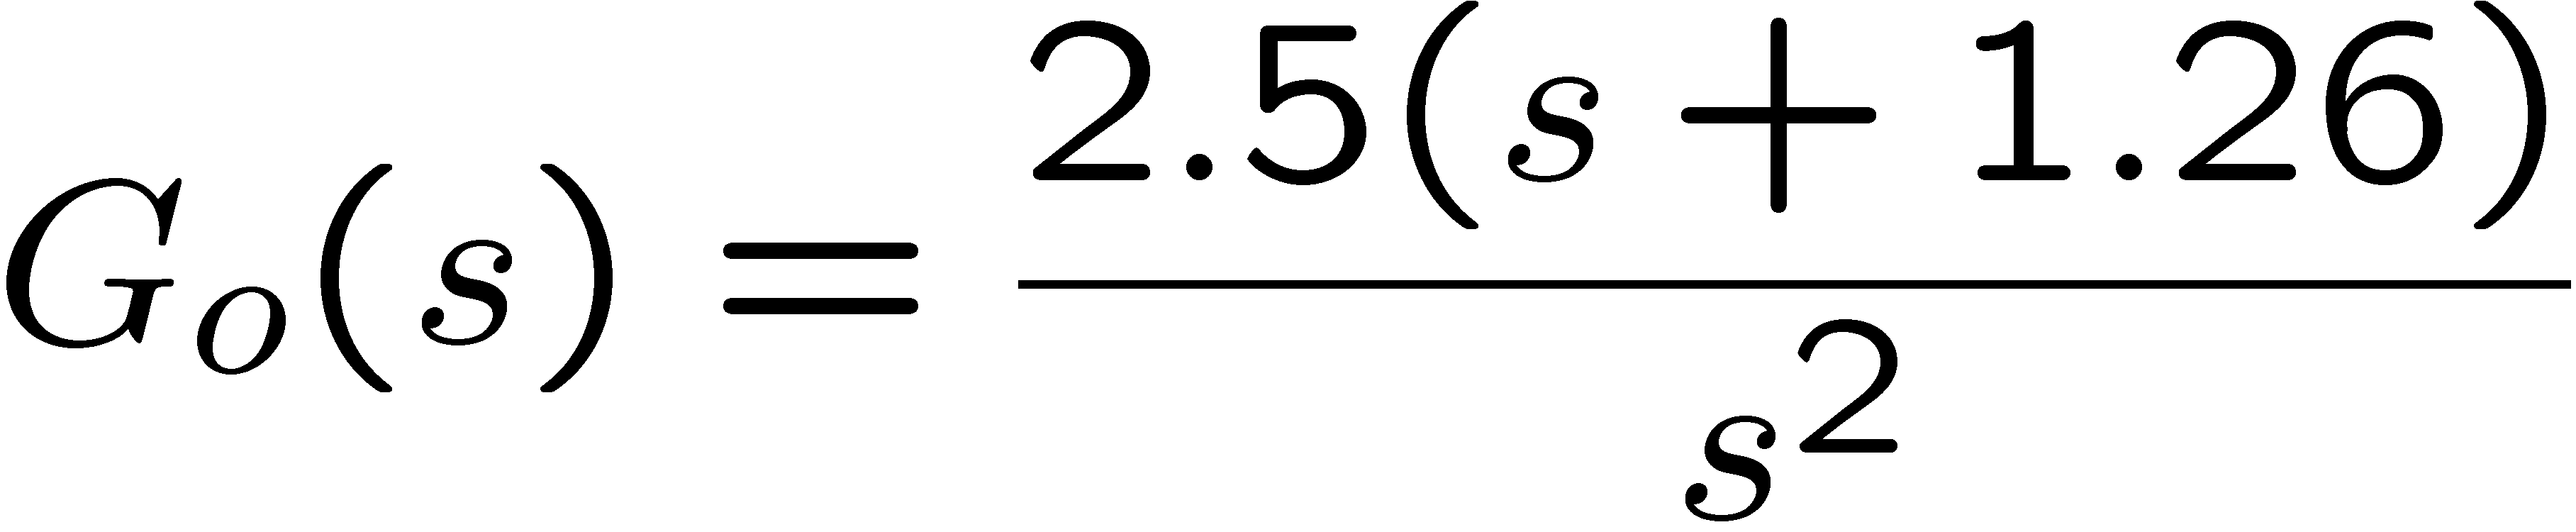 G_o(s) = \frac{2.5(s + 1.26)}{s^2}